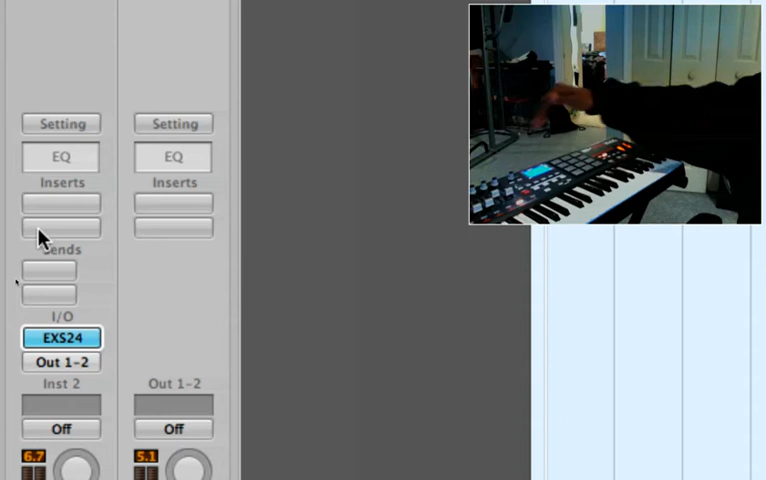 Setting Setting
EQ EQ
Inserts Inserts
Sends
I/O
EXS24
Out 1-2
Inst 2 Out 1-2
Off Off
6.7 5.1